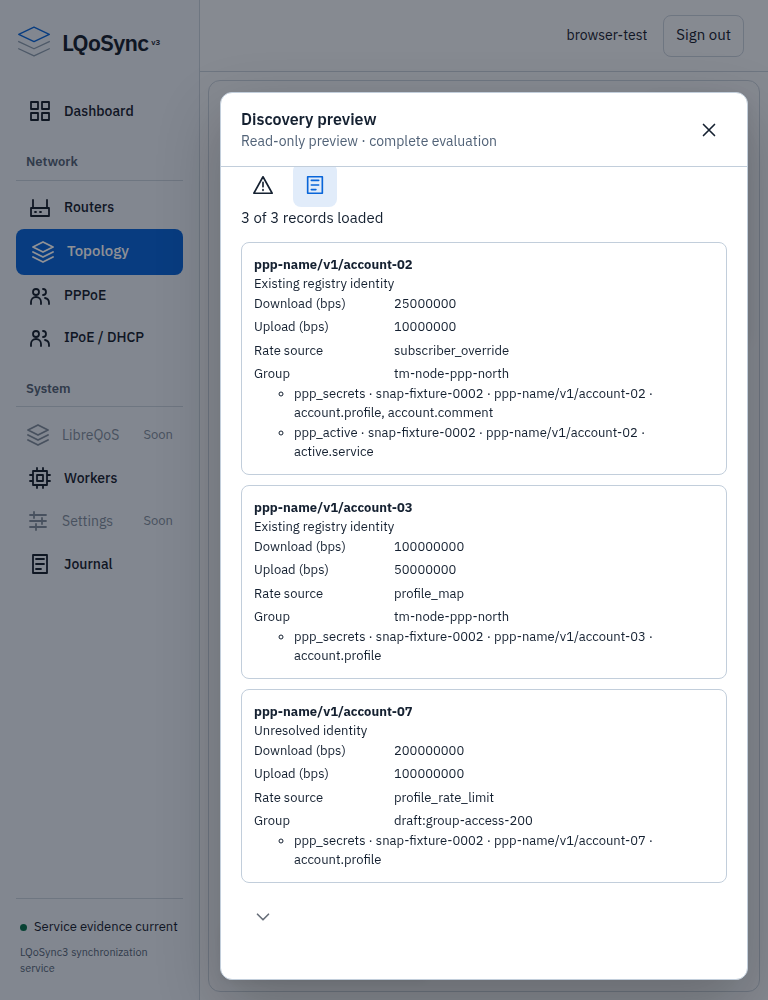 LQoSync v3
browser-test
Sign out
Dashboard
Network
Routers
Topology
PPPoE
IPoE / DHCP
System
LibreQoS Soon
Workers
Settings Soon
Journal
Service evidence current
LQoSync3 synchronization
service
Discovery preview
Read-only preview · complete evaluation
3 of 3 records loaded
ppp-name/v1/account-02
Existing registry identity
Download (bps) 25000000
Upload (bps) 10000000
Rate source subscriber_override
Group tm-node-ppp-north
ppp_secrets · snap-fixture-0002 · ppp-name/v1/account-02 ·
account.profile, account.comment
ppp_active · snap-fixture-0002 · ppp-name/v1/account-02 ·
active.service
ppp-name/v1/account-03
Existing registry identity
Download (bps) 100000000
Upload (bps) 50000000
Rate source profile_map
Group tm-node-ppp-north
ppp_secrets · snap-fixture-0002 · ppp-name/v1/account-03 ·
account.profile
ppp-name/v1/account-07
Unresolved identity
Download (bps) 200000000
Upload (bps) 100000000
Rate source profile_rate_limit
Group draft:group-access-200
ppp_secrets · snap-fixture-0002 · ppp-name/v1/account-07 ·
account.profile